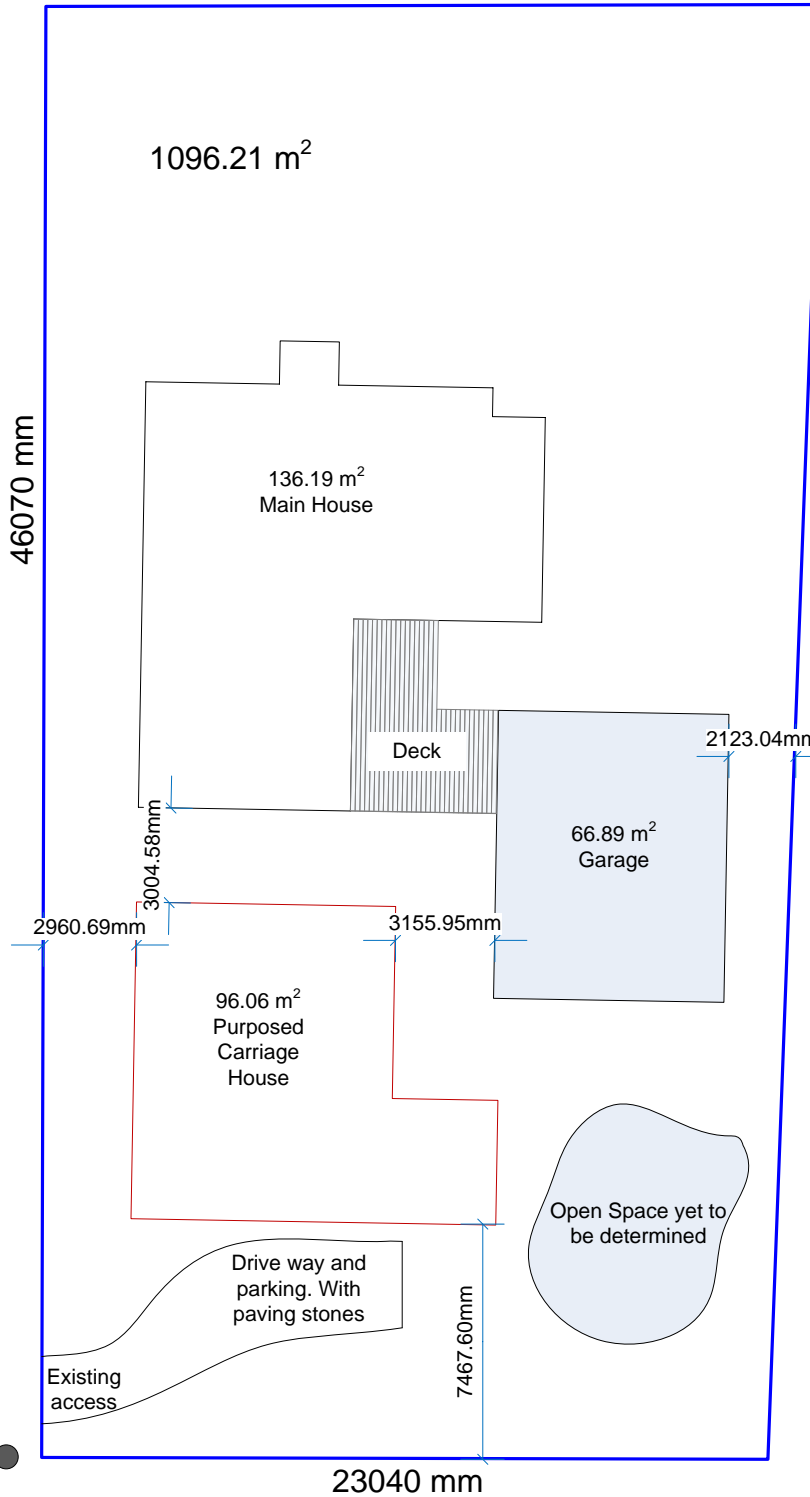 1096.21 m²
46070 mm
136.19 m²
Main House
Deck
2123.04mm
66.89 m²
Garage
3004.58mm
2960.69mm
3155.95mm
96.06 m²
Purposed
Carriage
House
Open Space yet to
be determined
Drive way and
parking. With
paving stones
7467.60mm
Existing
access
23040 mm